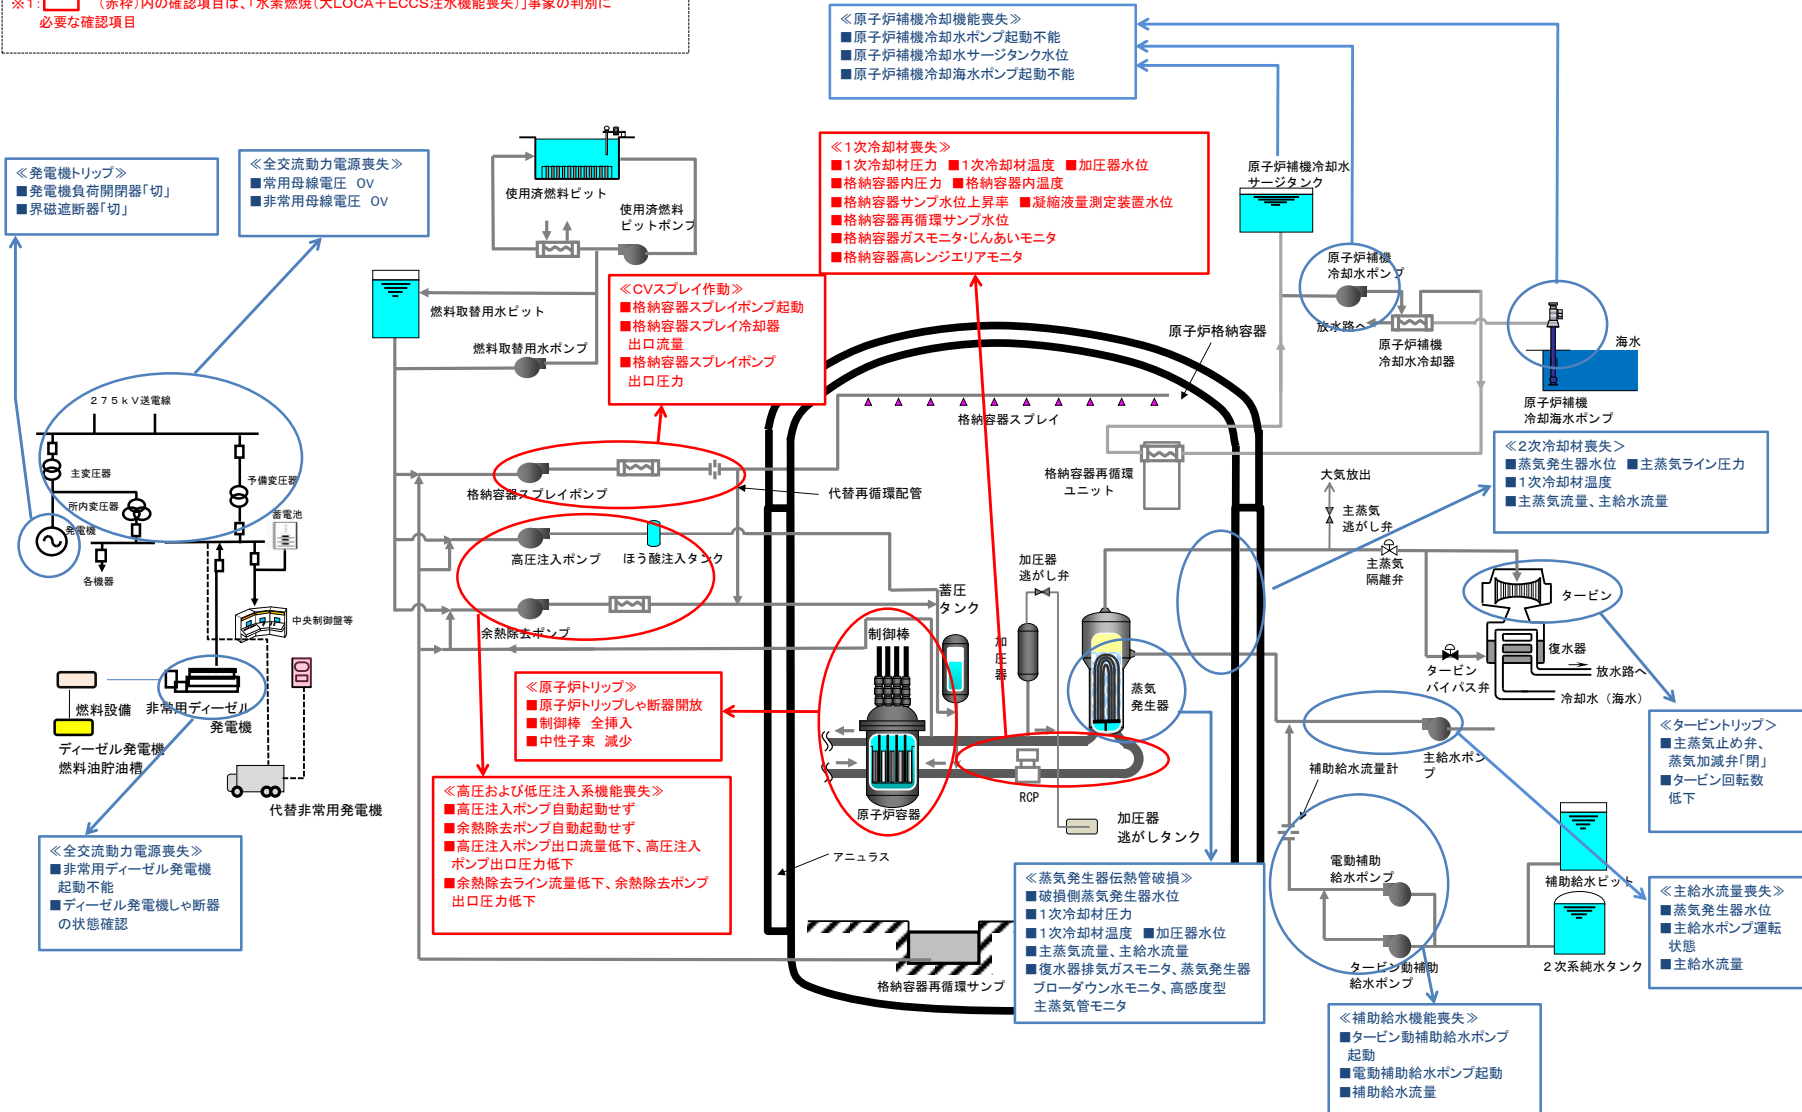 ※1: (赤枠)内の確認項目は、「水素燃焼(大LOCA+ECCS注水機能喪失)」事象の判別に
必要な確認項目
≪原子炉補機冷却機能喪失≫
■原子炉補機冷却水ポンプ起動不能
■原子炉補機冷却水サージタンク水位
■原子炉補機冷却海水ポンプ起動不能
≪発電機トリップ≫
■発電機負荷開閉器「切」
■界磁遮断器「切」
≪全交流動力電源喪失≫
■常用母線電圧 0V
■非常用母線電圧 0V
使用済燃料ピット
使用済燃料
ピットポンプ
≪1次冷却材喪失≫
■1次冷却材圧力 ■1次冷却材温度 ■加圧器水位
■格納容器内圧力 ■格納容器内温度
■格納容器サンプ水位上昇率 ■凝縮液量測定装置水位
■格納容器再循環サンプ水位
■格納容器ガスモニタ・じんあいモニタ
■格納容器高レンジエリアモニタ
原子炉補機冷却水
サージタンク
原子炉補機
冷却水ポンプ
放水路へ
原子炉補機
冷却水冷却器
海水
原子炉補機
冷却海水ポンプ
≪CVスプレイ作動≫
■格納容器スプレイポンプ起動
■格納容器スプレイ冷却器
出口流量
■格納容器スプレイポンプ
出口圧力
燃料取替用水ピット
燃料取替用水ポンプ
原子炉格納容器
格納容器スプレイ
275kV送電線
主変圧器
予備変圧器
所内変圧器
蓄電池
発電機
各機器
中央制御盤等
格納容器スプレイポンプ
代替再循環配管
格納容器再循環
ユニット
≪2次冷却材喪失＞
■蒸気発生器水位 ■主蒸気ライン圧力
■1次冷却材温度
■主蒸気流量、主給水流量
大気放出
主蒸気
逃がし弁
主蒸気
隔離弁
高圧注入ポンプ
ほう酸注入タンク
加圧器
逃がし弁
蓄圧
タンク
余熱除去ポンプ
制御棒
加圧器
蒸気
発生器
タービン
復水器
タービン
バイパス弁
放水路へ
冷却水(海水)
燃料設備
非常用ディーゼル
発電機
ディーゼル発電機
燃料油貯油槽
代替非常用発電機
≪原子炉トリップ≫
■原子炉トリップしゃ断器開放
■制御棒 全挿入
■中性子束 減少
≪タービントリップ≫
■主蒸気止め弁、
蒸気加減弁「閉」
■タービン回転数
低下
主給水ポン
プ
補助給水流量計
≪高圧および低圧注入系機能喪失≫
■高圧注入ポンプ自動起動せず
■余熱除去ポンプ自動起動せず
■高圧注入ポンプ出口流量低下、高圧注入
ポンプ出口圧力低下
■余熱除去ライン流量低下、余熱除去ポンプ
出口圧力低下
RCP
原子炉容器
加圧器
逃がしタンク
アニュラス
≪全交流動力電源喪失≫
■非常用ディーゼル発電機
起動不能
■ディーゼル発電機しゃ断器
の状態確認
≪蒸気発生器伝熱管破損≫
■破損側蒸気発生器水位
■1次冷却材圧力
■1次冷却材温度 ■加圧器水位
■主蒸気流量、主給水流量
■復水器排気ガスモニタ、蒸気発生器
ブローダウン水モニタ、高感度型
主蒸気管モニタ
電動補助
給水ポンプ
タービン動補助
給水ポンプ
補助給水ピット
2次系純水タンク
≪主給水流量喪失≫
■蒸気発生器水位
■主給水ポンプ運転
状態
■主給水流量
格納容器再循環サンプ
≪補助給水機能喪失≫
■タービン動補助給水ポンプ
起動
■電動補助給水ポンプ起動
■補助給水流量